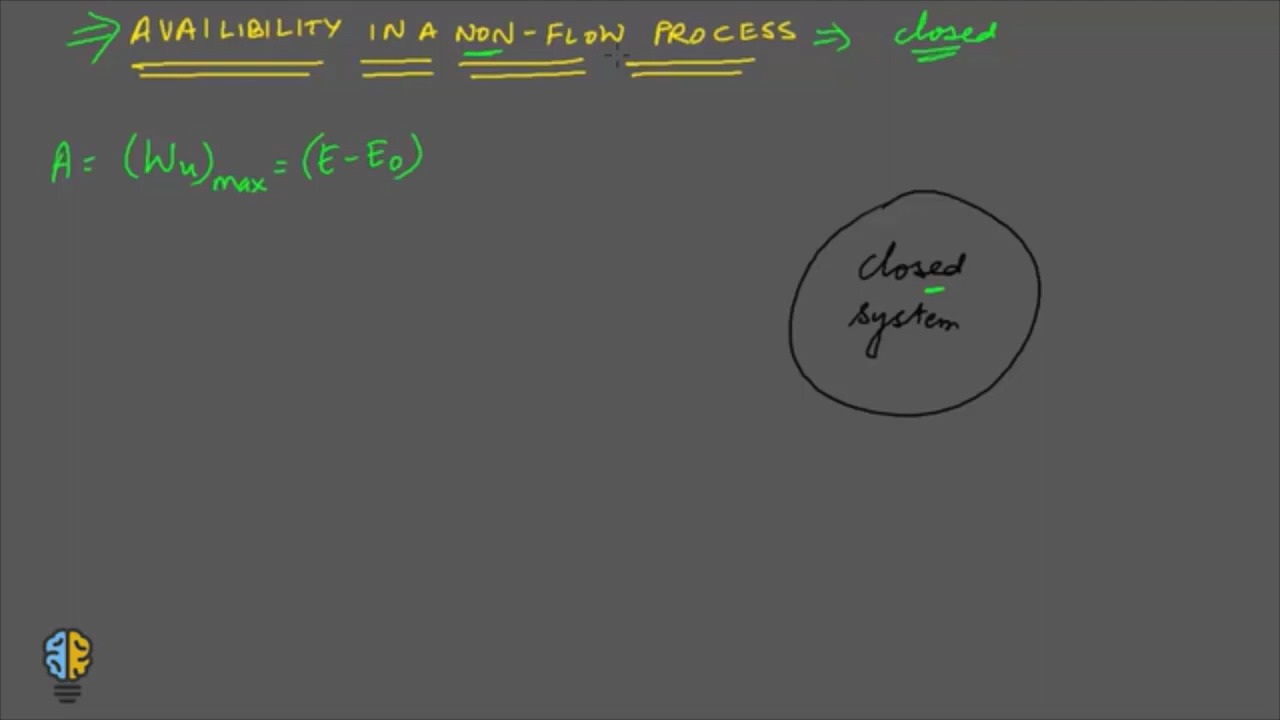 ⇒ AVAILIBILITY IN A NON-FLOW PROCESS ⇒ closed
A = (Wu)max = (E - E0)
closed
system